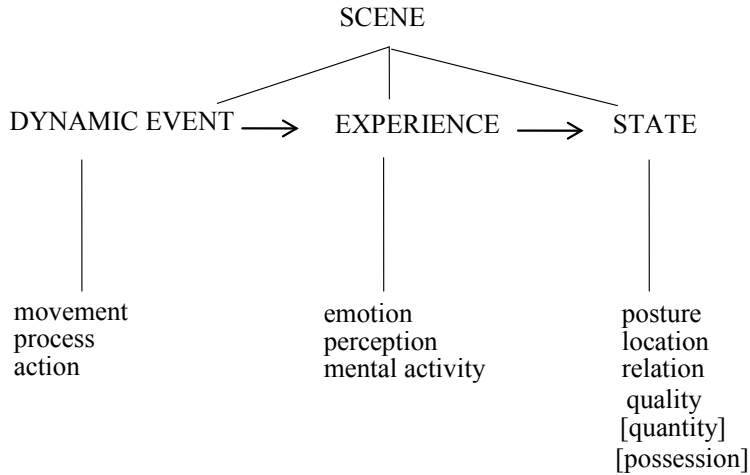 SCENE
DYNAMIC EVENT EXPERIENCE STATE
movement
process
action
emotion
perception
mental activity
posture
location
relation
quality
[quantity]
[possession]